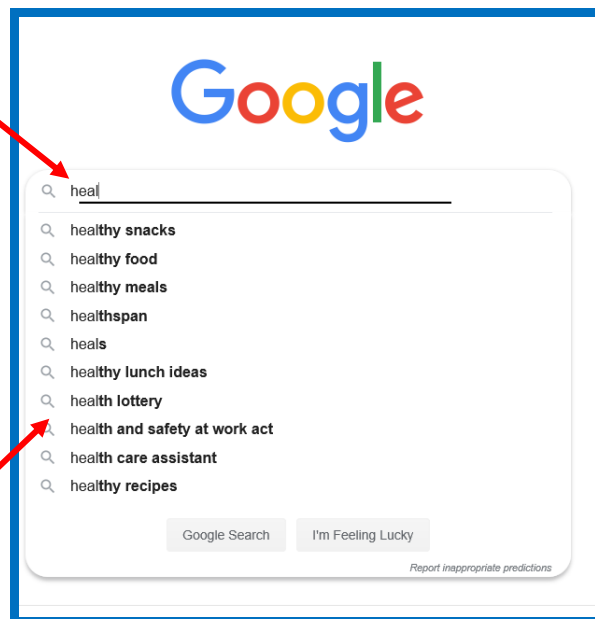 Google
heal
healthy snacks
healthy food
healthy meals
healthspan
heals
healthy lunch ideas
health lottery
health and safety at work act
health care assistant
healthy recipes
Google Search I'm Feeling Lucky
Report inappropriate predictions